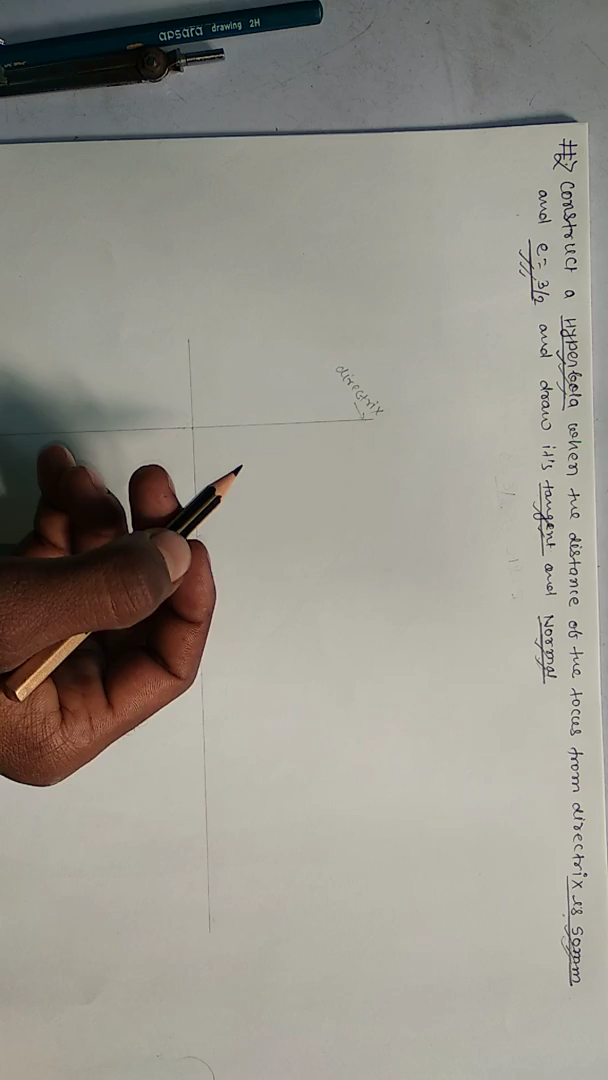 #2> Construct a Hyperbola when the distance of the focus from directrix is 50mm
and e = 3/2 and draw it's tangent and Normal
directrix
apsara drawing 2H